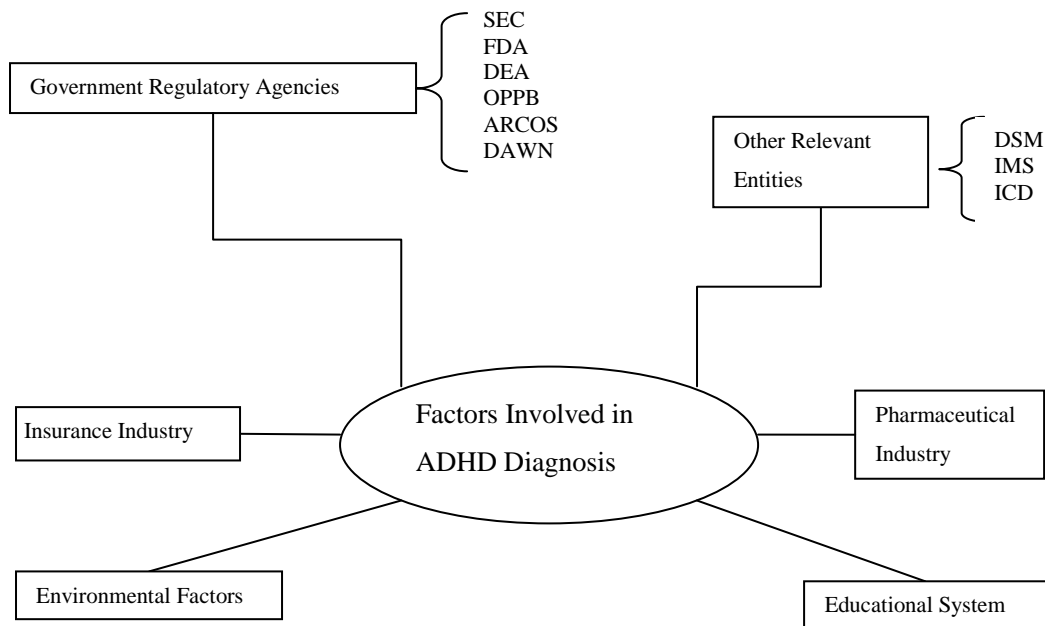 SEC
FDA
DEA
OPPB
ARCOS
DAWN
Government Regulatory Agencies
Other Relevant
Entities
DSM
IMS
ICD
Factors Involved in
ADHD Diagnosis
Insurance Industry
Pharmaceutical
Industry
Environmental Factors
Educational System